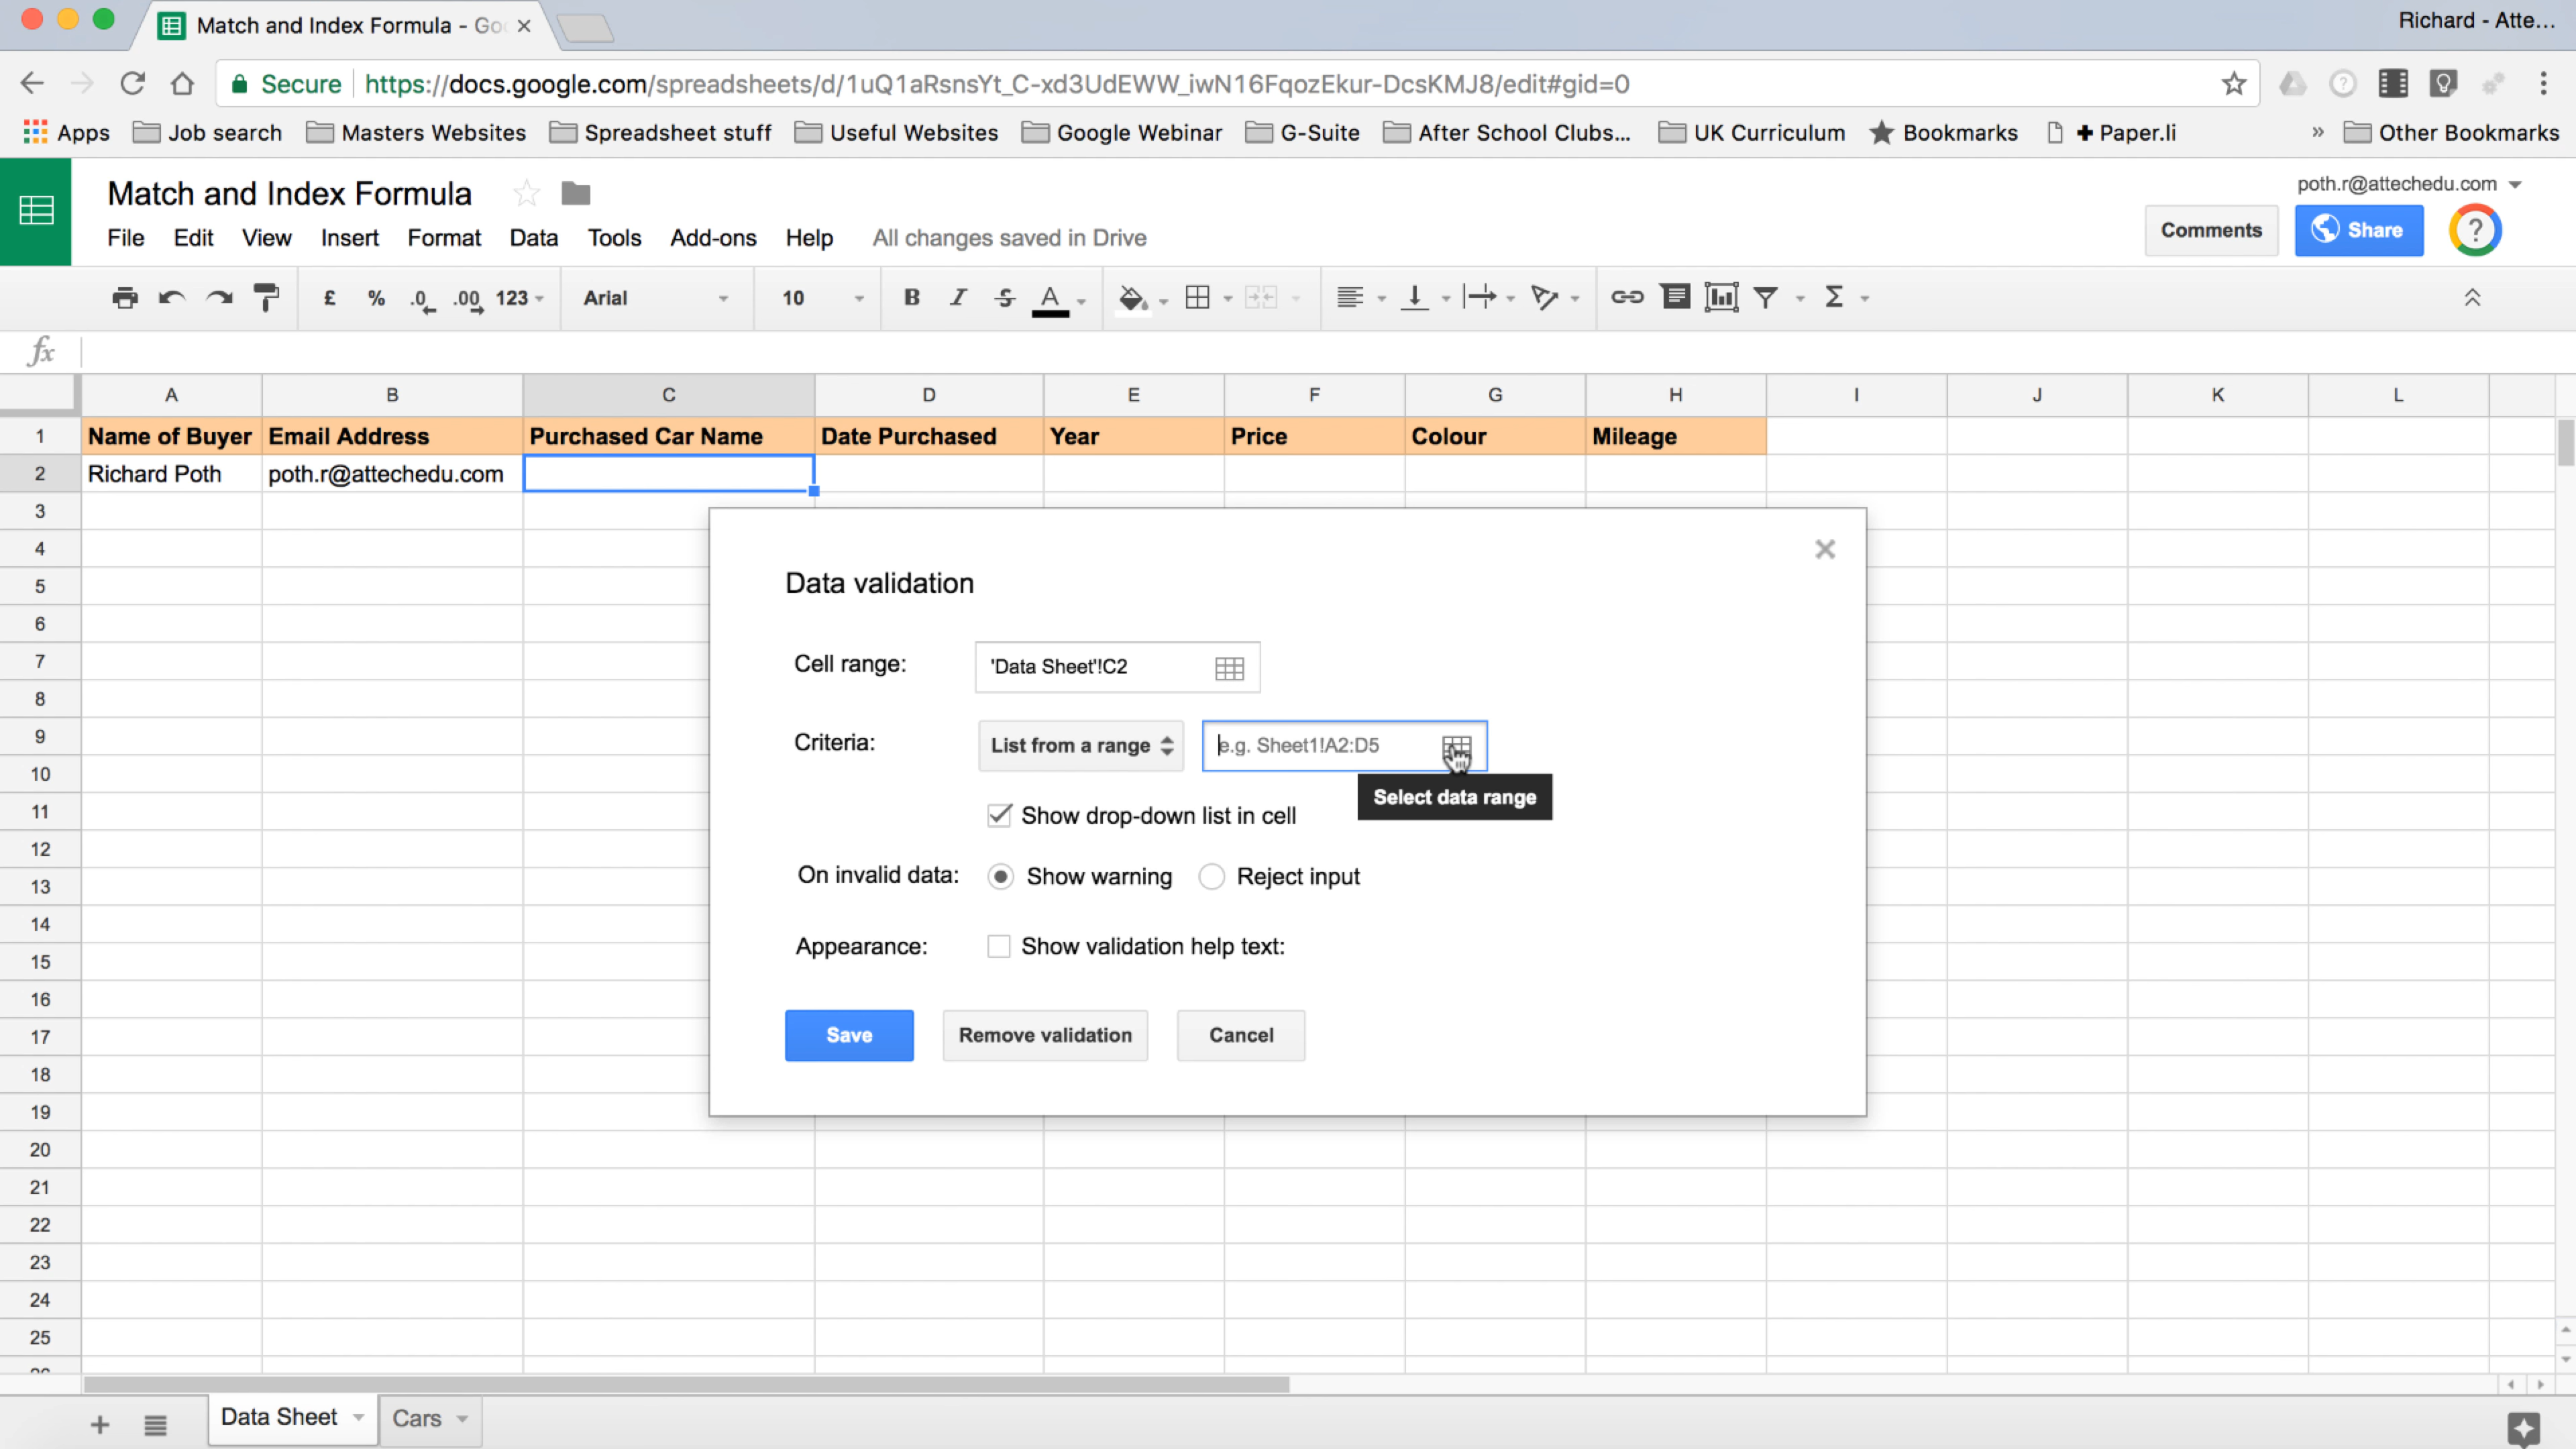 Match and Index Formula - Goo
Richard - Atte...
Secure https://docs.google.com/spreadsheets/d/1uQ1aRsnsYt_C-xd3UdEWW_iwN16FqozEkur-DcsKMJ8/edit#gid=0
Apps Job search Masters Websites Spreadsheet stuff Useful Websites Google Webinar G-Suite After School Clubs... UK Curriculum Bookmarks Paper.li » Other Bookmarks
Match and Index Formula
poth.r@attechedu.com
File Edit View Insert Format Data Tools Add-ons Help All changes saved in Drive
Comments Share ?
£ % .0 .00 123 Arial 10 B I S A Σ
fx
A B C D E F G H I J K L
1 Name of Buyer Email Address Purchased Car Name Date Purchased Year Price Colour Mileage
2 Richard Poth poth.r@attechedu.com
3
4
5
6
7
8
9
10
11
12
13
14
15
16
17
18
19
20
21
22
23
24
25
Data validation
Cell range: 'Data Sheet'!C2
Criteria: List from a range e.g. Sheet1!A2:D5
Select data range
Show drop-down list in cell
On invalid data: Show warning Reject input
Appearance: Show validation help text:
Save Remove validation Cancel
+ Data Sheet Cars